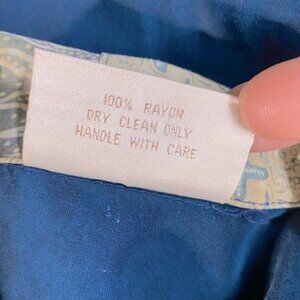 100% RAYON
DRY CLEAN ONLY
HANDLE WITH CARE